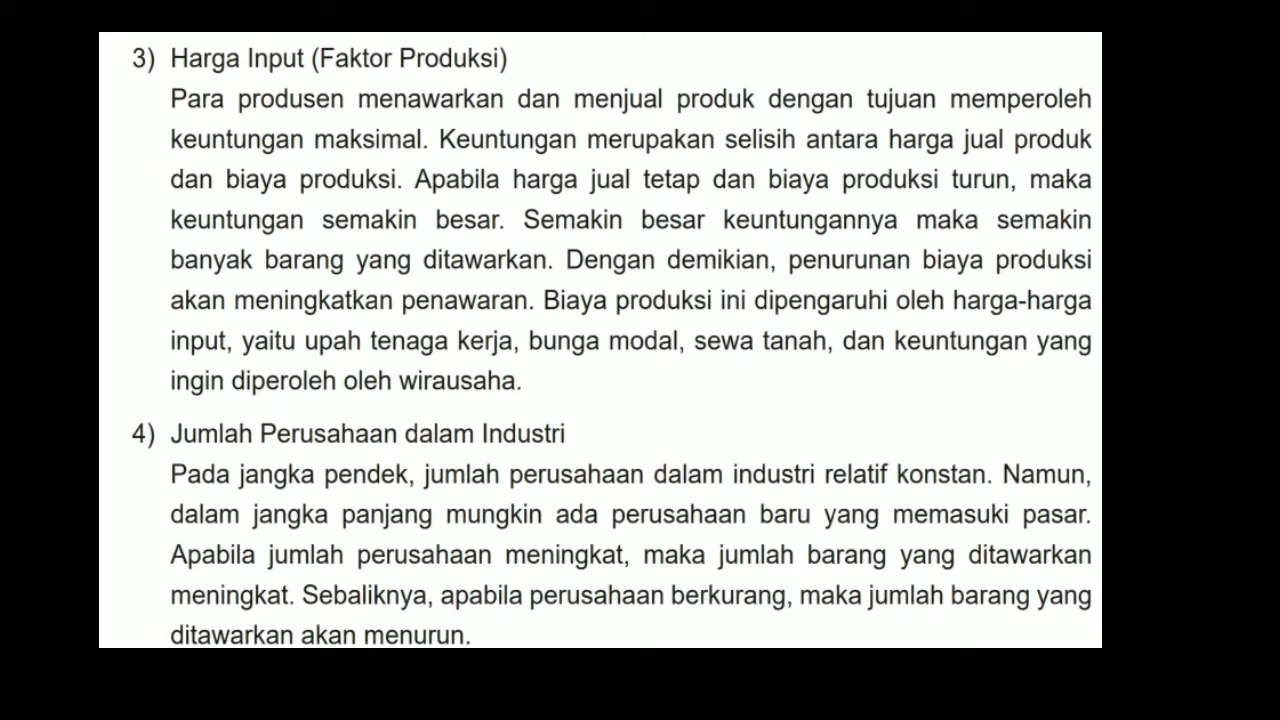 3) Harga Input (Faktor Produksi)
Para produsen menawarkan dan menjual produk dengan tujuan memperoleh
keuntungan maksimal. Keuntungan merupakan selisih antara harga jual produk
dan biaya produksi. Apabila harga jual tetap dan biaya produksi turun, maka
keuntungan semakin besar. Semakin besar keuntungannya maka semakin
banyak barang yang ditawarkan. Dengan demikian, penurunan biaya produksi
akan meningkatkan penawaran. Biaya produksi ini dipengaruhi oleh harga-harga
input, yaitu upah tenaga kerja, bunga modal, sewa tanah, dan keuntungan yang
ingin diperoleh oleh wirausaha.
4) Jumlah Perusahaan dalam Industri
Pada jangka pendek, jumlah perusahaan dalam industri relatif konstan. Namun,
dalam jangka panjang mungkin ada perusahaan baru yang memasuki pasar.
Apabila jumlah perusahaan meningkat, maka jumlah barang yang ditawarkan
meningkat. Sebaliknya, apabila perusahaan berkurang, maka jumlah barang yang
ditawarkan akan menurun.